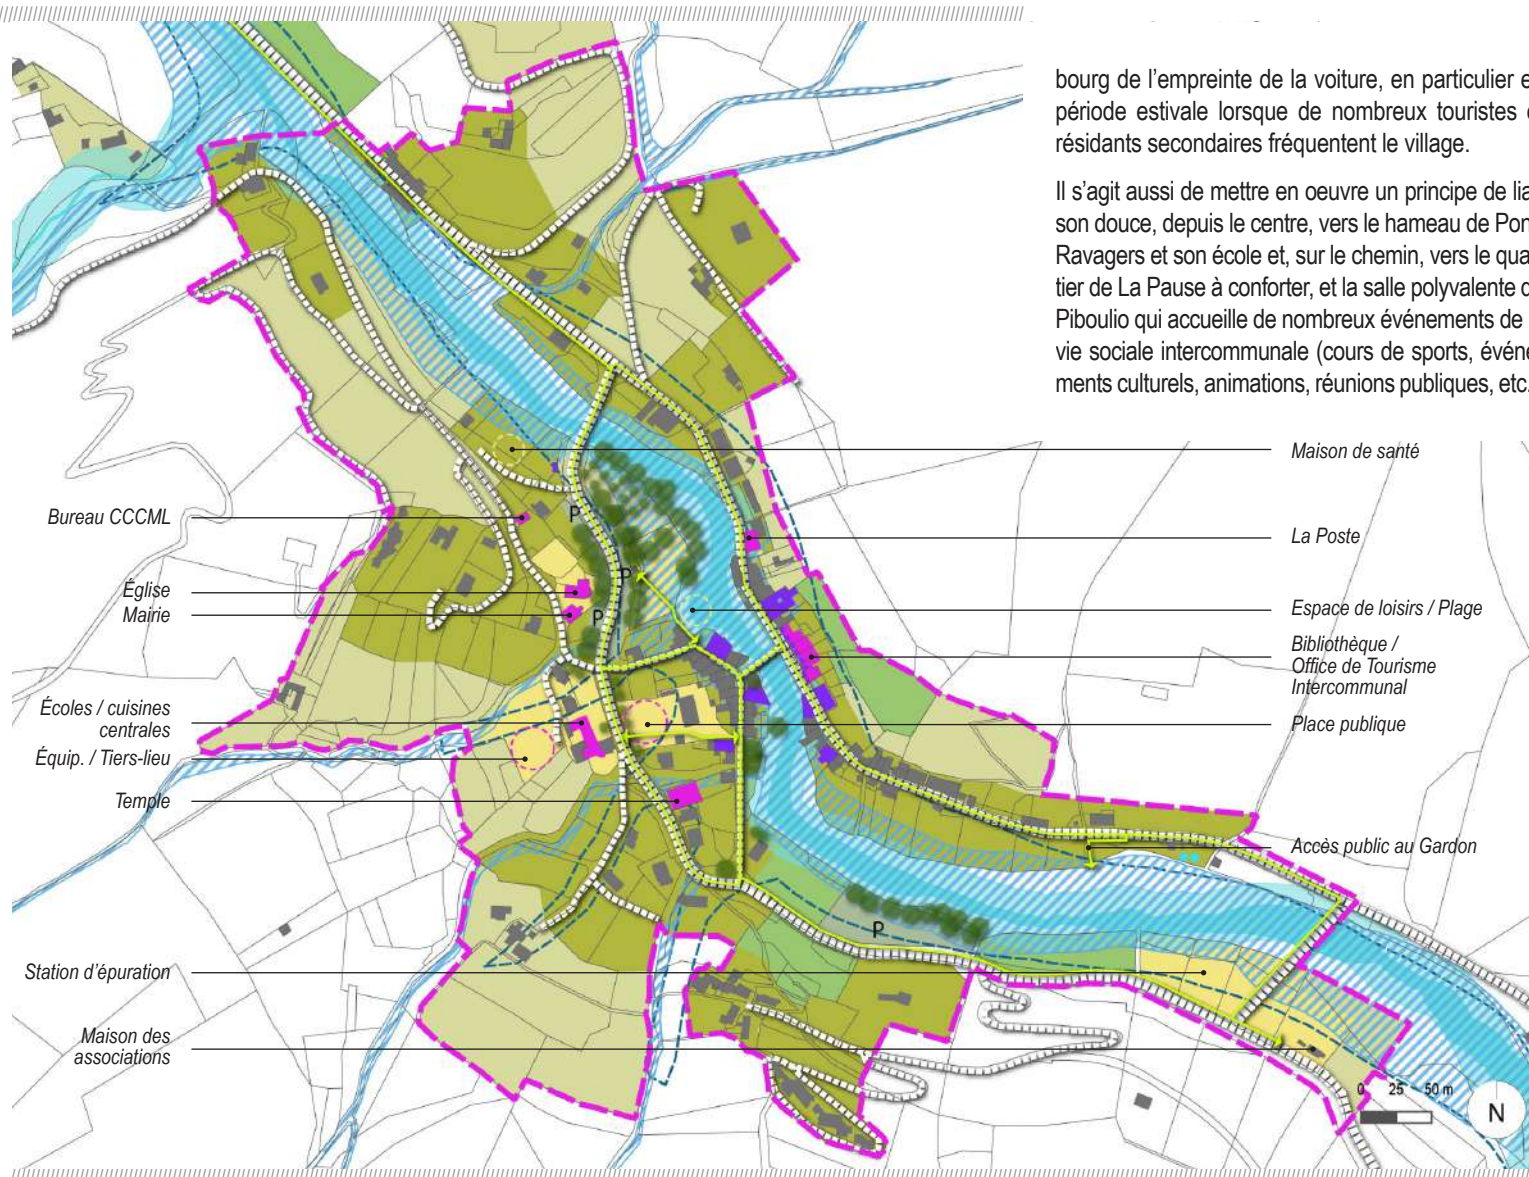 bourg de l’empreinte de la voiture, en particulier e
période estivale lorsque de nombreux touristes
résidants secondaires fréquentent le village.
Il s’agit aussi de mettre en oeuvre un principe de lia
son douce, depuis le centre, vers le hameau de Pon
Ravagers et son école et, sur le chemin, vers le qua
tier de La Pause à conforter, et la salle polyvalente
Piboulio qui accueille de nombreux événements de
vie sociale intercommunale (cours de sports, événe
ments culturels, animations, réunions publiques, etc.
Maison de santé
La Poste
Espace de loisirs / Plage
Bibliothèque /
Office de Tourisme
Intercommunal
Place publique
Accès public au Gardon
Bureau CCCML
Église
Mairie
Écoles / cuisines
centrales
Équip. / Tiers-lieu
Temple
Station d’épuration
Maison des
associations
P
P
P
P
0 25 50 m
N